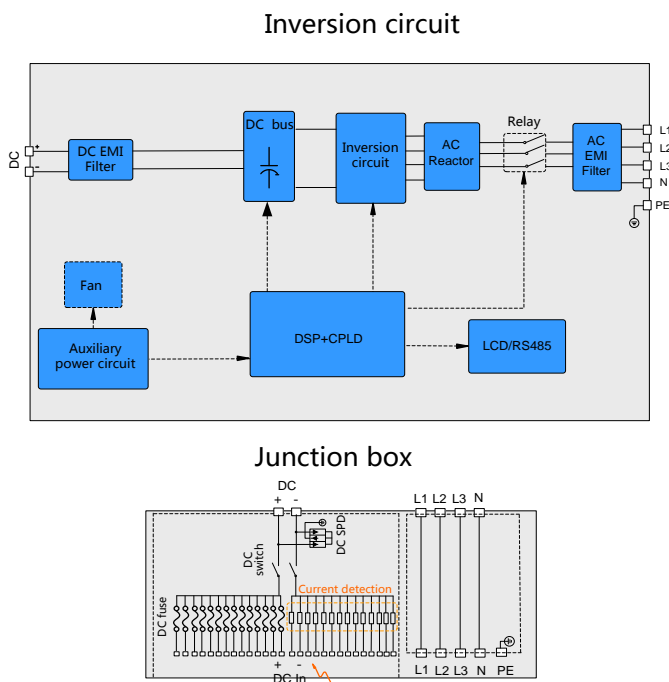 Inversion circuit
DC
+
-
DC EMI
Filter
DC bus
Inversion
circuit
AC
Reactor
Relay
AC
EMI
Filter
L1
L2
L3
N
PE
Fan
Auxiliary
power circuit
DSP+CPLD
LCD/RS485
Junction box
DC
+ -
L1 L2 L3 N
DC SPD
DC
switch
Current detection
DC fuse
+ -
DC In
L1 L2 L3 N PE